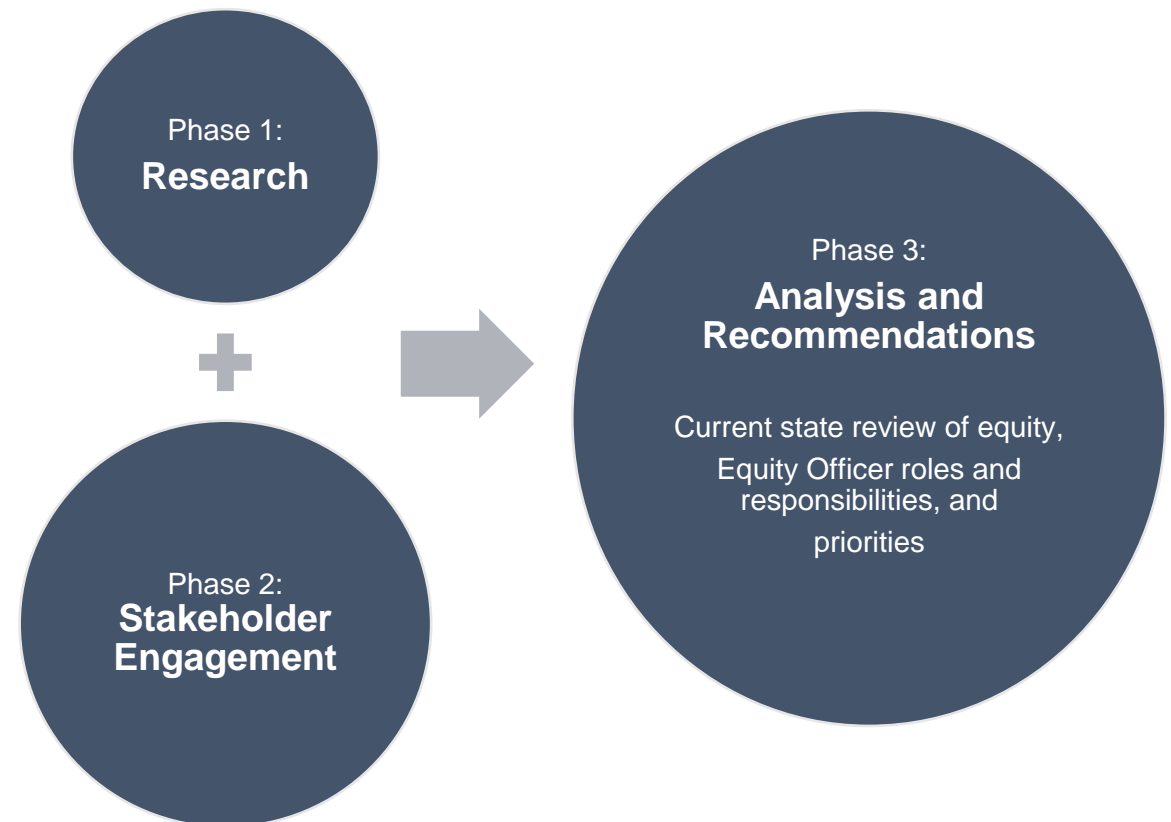 Phase 1:
Research
Phase 2:
Stakeholder
Engagement
Phase 3:
Analysis and
Recommendations
Current state review of equity,
Equity Officer roles and
responsibilities, and
priorities